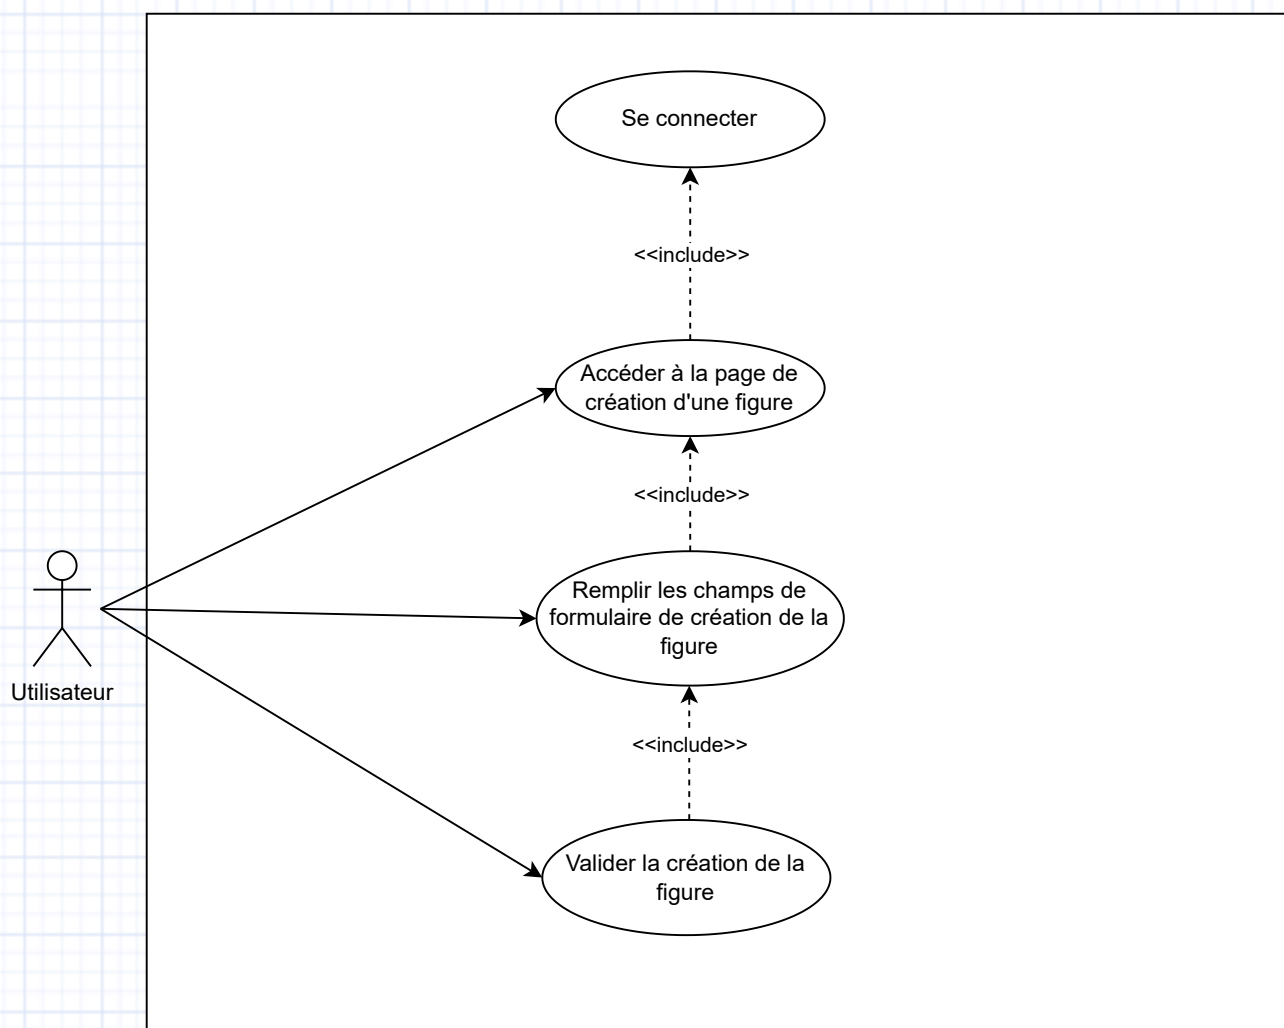 Se connecter
<<include>>
Accéder à la page de
création d'une figure
<<include>>
Remplir les champs de
formulaire de création de la
figure
Utilisateur
<<include>>
Valider la création de la
figure